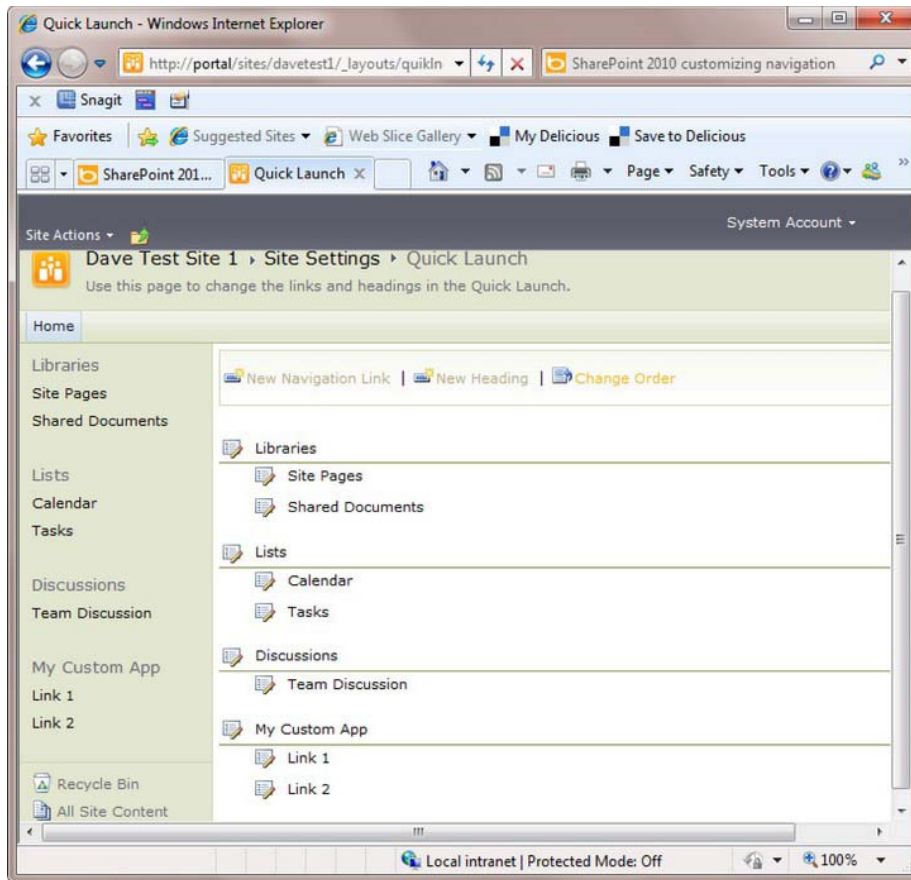 Quick Launch - Windows Internet Explorer
http://portal/sites/davetest1/_layouts/quikln
SharePoint 2010 customizing navigation
Snagit
Favorites Suggested Sites Web Slice Gallery My Delicious Save to Delicious
SharePoint 201... Quick Launch Page Safety Tools
System Account
Site Actions
Dave Test Site 1 Site Settings Quick Launch
Use this page to change the links and headings in the Quick Launch.
Home
Libraries
Site Pages
Shared Documents
Lists
Calendar
Tasks
Discussions
Team Discussion
My Custom App
Link 1
Link 2
Recycle Bin
All Site Content
New Navigation Link | New Heading | Change Order
Libraries
Site Pages
Shared Documents
Lists
Calendar
Tasks
Discussions
Team Discussion
My Custom App
Link 1
Link 2
Local intranet | Protected Mode: Off 100%